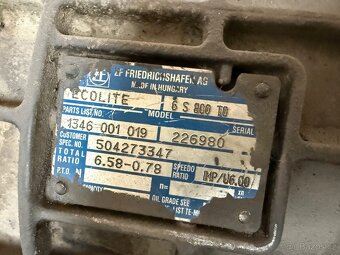 ZF FRIEDRICHSHAFEN AG
MADE IN HUNGARY
ECOLITE 6 S 800 TO
PARTS LIST NO. MODEL SERIAL
1346 001 019 226980
CUSTOMER
SPEC. NO. 504273347
TOTAL
RATIO 6.58-0.78 SPEEDO
RATIO IMP/U6.00
P.T.O. N n=
OIL GRADE SEE
LIST TE-ML